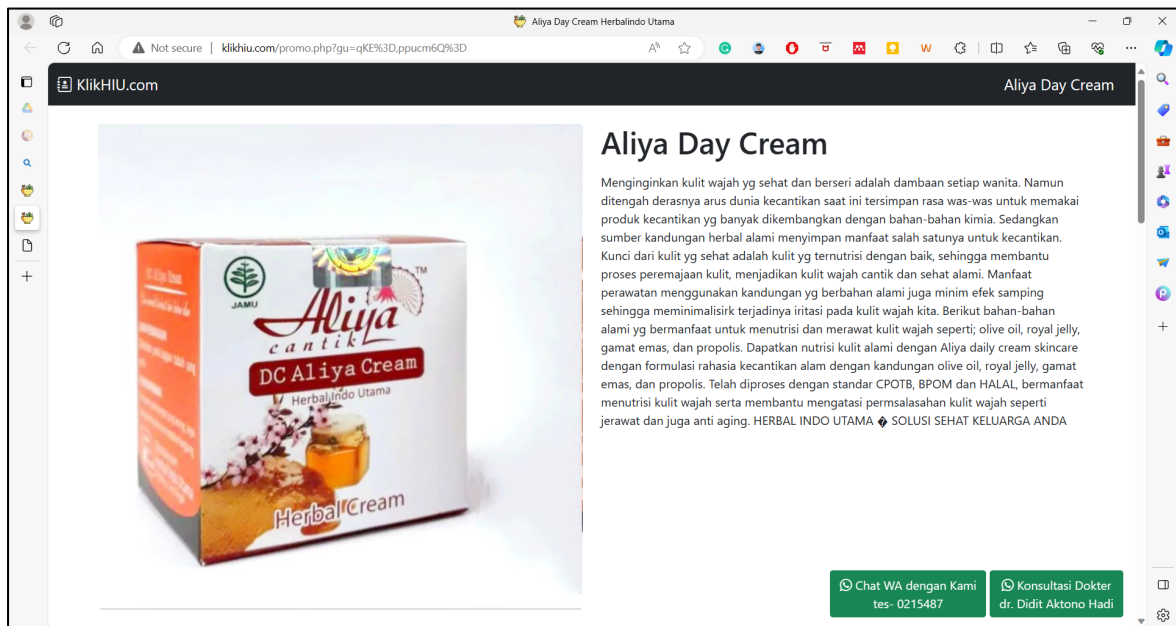 Aliya Day Cream Herbalindo Utama
Not secure | klikhiu.com/promo.php?gu=qKE%3D,ppucm6Q%3D
KlikHIU.com
Aliya Day Cream
Aliya Day Cream
Menginginkan kulit wajah yg sehat dan berseri adalah dambaan setiap wanita. Namun
ditengah derasnya arus dunia kecantikan saat ini tersimpan rasa was-was untuk memakai
produk kecantikan yg banyak dikembangkan dengan bahan-bahan kimia. Sedangkan
sumber kandungan herbal alami menyimpan manfaat salah satunya untuk kecantikan.
Kunci dari kulit yg sehat adalah kulit yg ternutrisi dengan baik, sehingga membantu
proses peremajaan kulit, menjadikan kulit wajah cantik dan sehat alami. Manfaat
perawatan menggunakan kandungan yg berbahan alami juga minim efek samping
sehingga meminimalisirk terjadinya iritasi pada kulit wajah kita. Berikut bahan-bahan
alami yg bermanfaat untuk menutrisi dan merawat kulit wajah seperti; olive oil, royal jelly,
gamat emas, dan propolis. Dapatkan nutrisi kulit alami dengan Aliya daily cream skincare
dengan formulasi rahasia kecantikan alam dengan kandungan olive oil, royal jelly, gamat
emas, dan propolis. Telah diproses dengan standar CPOTB, BPOM dan HALAL, bermanfaat
menutrisi kulit wajah serta membantu mengatasi permsalasahan kulit wajah seperti
jerawat dan juga anti aging. HERBAL INDO UTAMA � SOLUSI SEHAT KELUARGA ANDA
JAMU
Aliya TM
cantik
DC Aliya Cream
Herbal Indo Utama
Herbal Cream
Chat WA dengan Kami
tes- 0215487
Konsultasi Dokter
dr. Didit Aktono Hadi